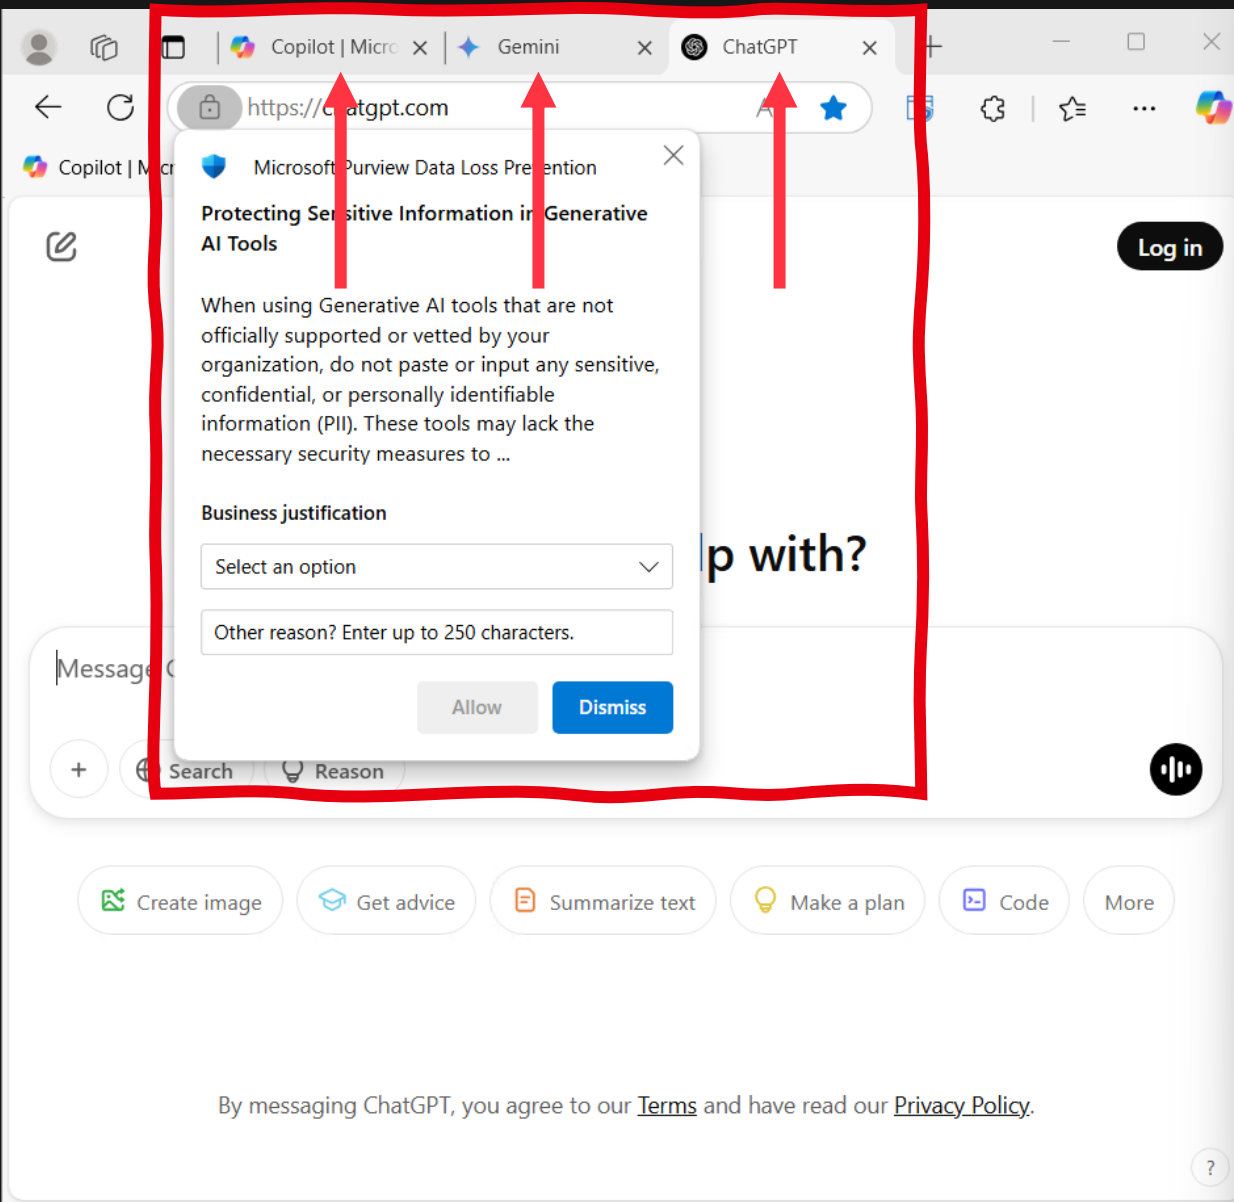 Copilot | Micro
Gemini
ChatGPT
https://chatgpt.com
Copilot | Micr
Microsoft Purview Data Loss Prevention
Protecting Sensitive Information in Generative
AI Tools
Log in
When using Generative AI tools that are not
officially supported or vetted by your
organization, do not paste or input any sensitive,
confidential, or personally identifiable
information (PII). These tools may lack the
necessary security measures to ...
Business justification
Select an option
p with?
Other reason? Enter up to 250 characters.
Message
Allow
Dismiss
Search
Reason
Create image
Get advice
Summarize text
Make a plan
Code
More
By messaging ChatGPT, you agree to our Terms and have read our Privacy Policy.
?